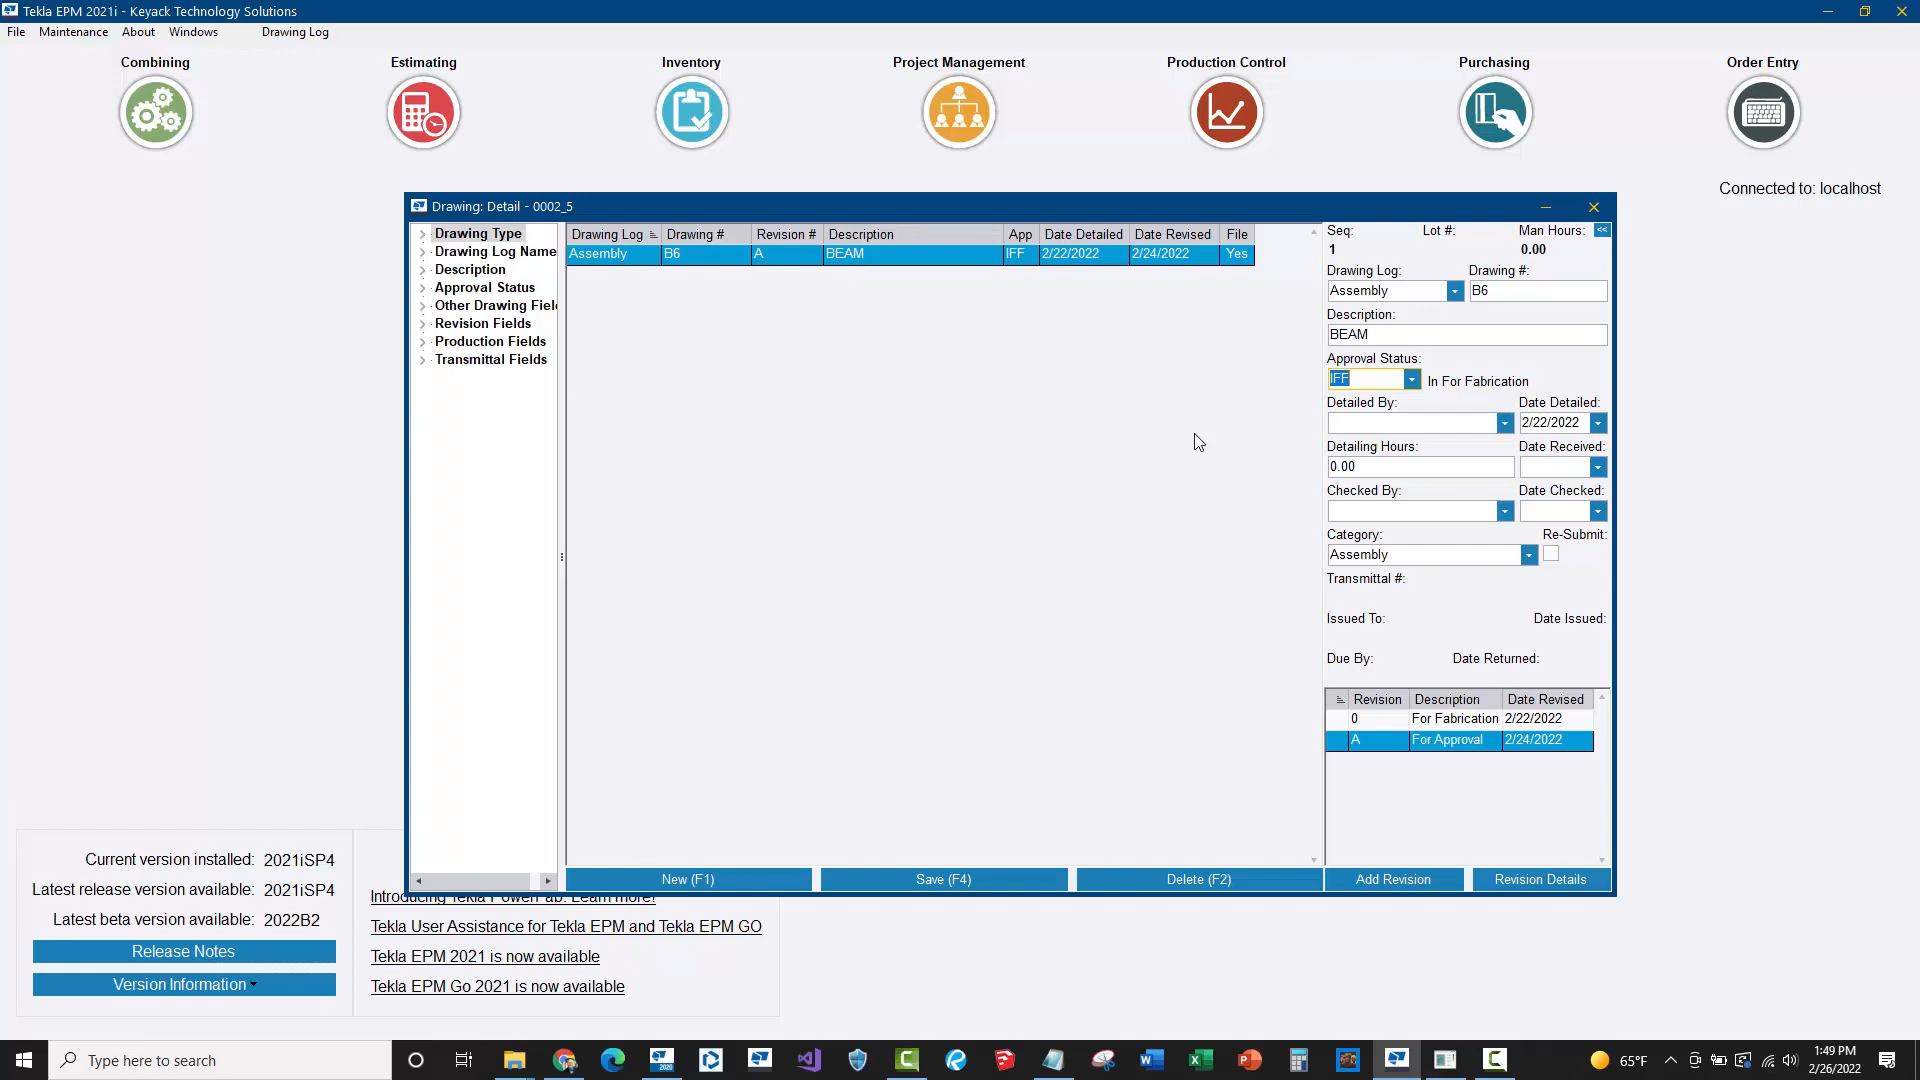 Tekla EPM 2021i - Keyack Technology Solutions
File Maintenance About Windows Drawing Log
Combining Estimating Inventory Project Management Production Control Purchasing Order Entry
Connected to: localhost
Drawing: Detail - 0002_5
Drawing Type
Drawing Log Name
Description
Approval Status
Other Drawing Fiel
Revision Fields
Production Fields
Transmittal Fields
Drawing Log Drawing # Revision # Description App Date Detailed Date Revised File
Assembly B6 A BEAM IFF 2/22/2022 2/24/2022 Yes
Seq: Lot #: Man Hours: <<
1 0.00
Drawing Log: Drawing #:
Assembly B6
Description:
BEAM
Approval Status:
IFF In For Fabrication
Detailed By: Date Detailed:
2/22/2022
Detailing Hours: Date Received:
0.00
Checked By: Date Checked:
Category: Re-Submit:
Assembly
Transmittal #:
Issued To: Date Issued:
Due By: Date Returned:
Revision Description Date Revised
0 For Fabrication 2/22/2022
A For Approval 2/24/2022
New (F1) Save (F4) Delete (F2) Add Revision Revision Details
Current version installed: 2021iSP4
Latest release version available: 2021iSP4
Latest beta version available: 2022B2
Release Notes
Version Information
Introducing Tekla PowerFab. Learn more!
Tekla User Assistance for Tekla EPM and Tekla EPM GO
Tekla EPM 2021 is now available
Tekla EPM Go 2021 is now available
Type here to search
2020
65°F
1:49 PM
2/26/2022